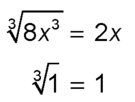 ∛(8x³) = 2x
∛1 = 1